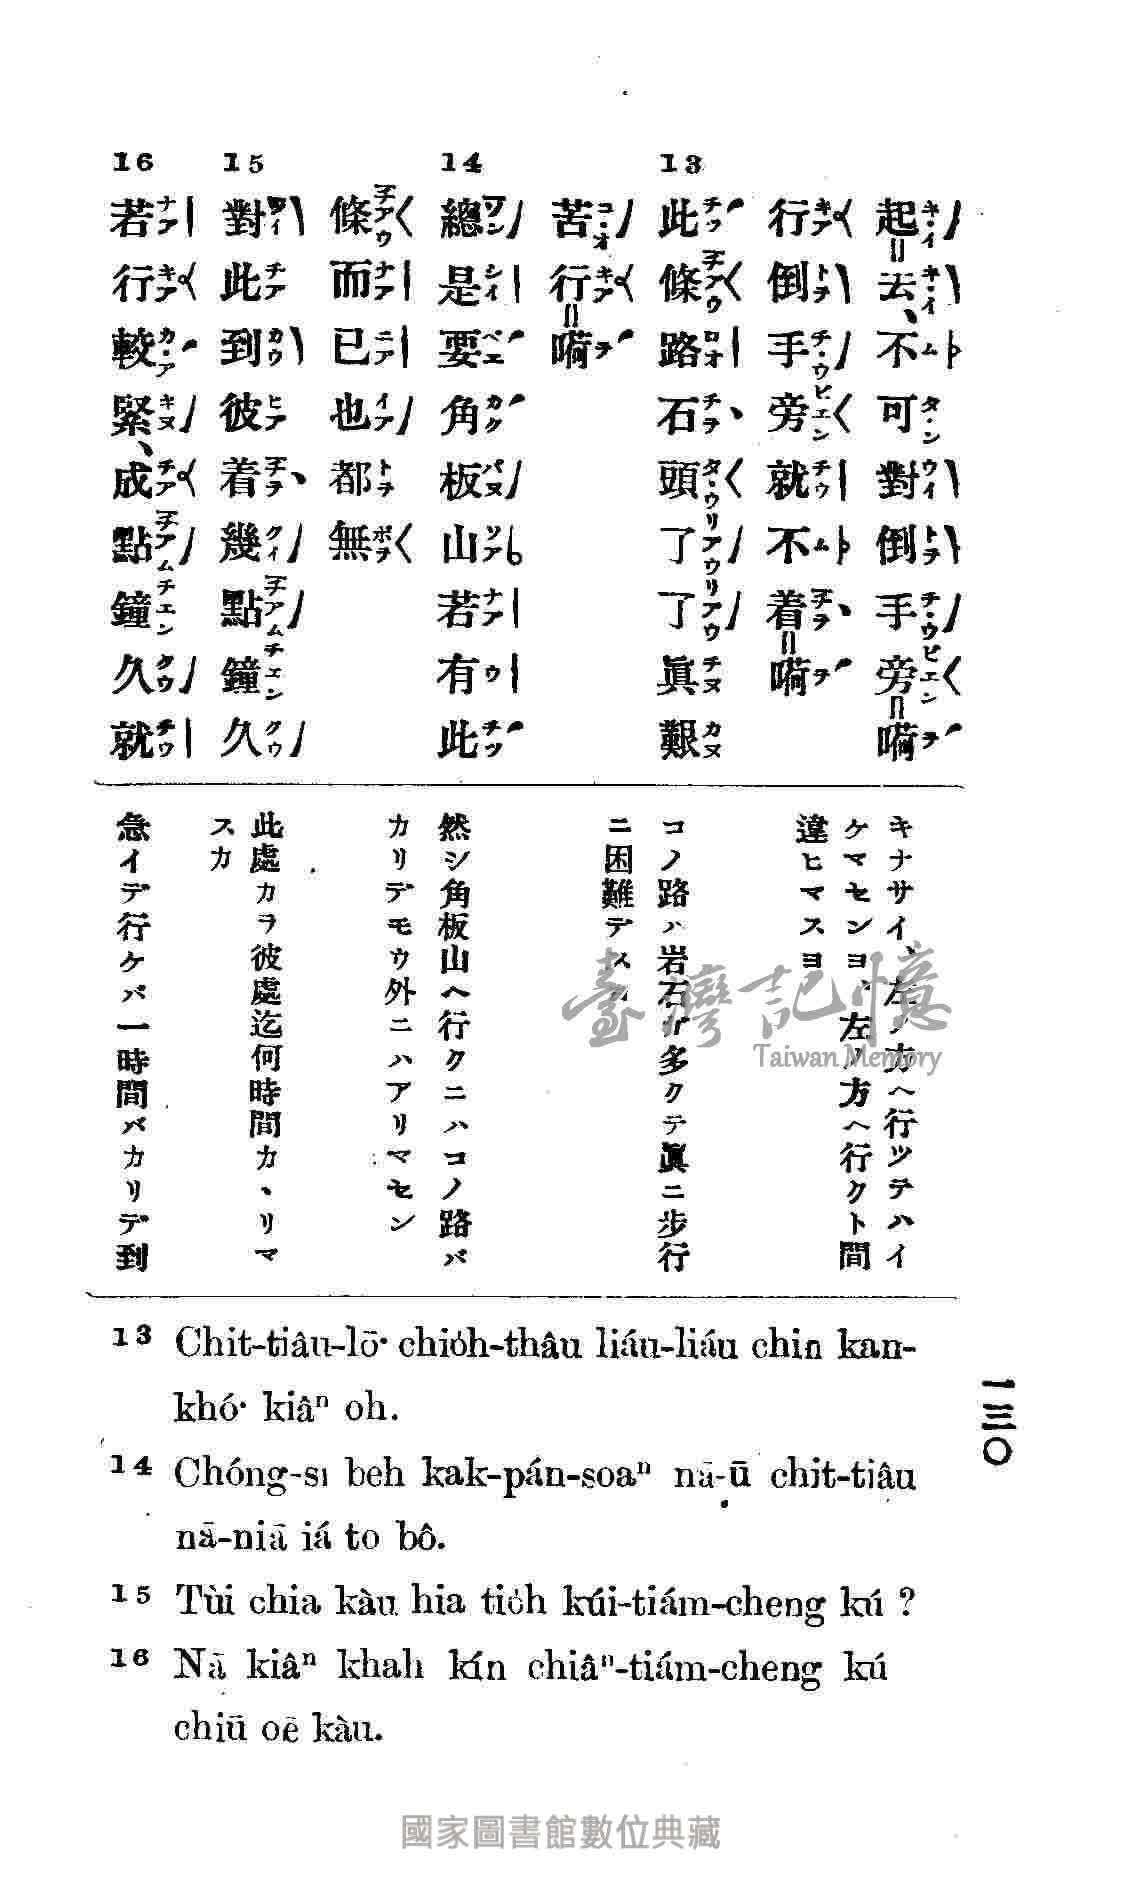 起去、不可對倒手旁嗬
行倒手旁就不着嗬
13 此條路石頭了了眞艱
苦行嗬
14 總是要角板山若有此
條而已也都無
15 對此到彼着幾點鐘久
16 若行較緊、成點鐘久就
キナサイ、左ノ方ヘ行ツテハイ
ケマセンヨ、左ノ方ヘ行クト間
違ヒマスヨ
コノ路ハ岩石ガ多クテ眞ニ步行
ニ困難デス
然シ角板山ヘ行クニハコノ路バ
カリデモウ外ニハアリマセン
此處カラ彼處迄何時間カヽリマ
スカ
急イデ行ケバ一時間バカリデ到
13 Chit-tiâu-lō· chio̍h-thâu liáu-liáu chin kan-
khó· kiâⁿ oh.
14 Chóng-sī beh kak-pán-soaⁿ nā-ū chit-tiâu
nā-niā iá to bô.
15 Tùi chia kàu hia tio̍h kúi-tiám-cheng kú ?
16 Nā kiâⁿ khah kín chiâⁿ-tiám-cheng kú
chiū oē kàu.
一三〇
臺灣記憶
Taiwan Memory
國家圖書館數位典藏